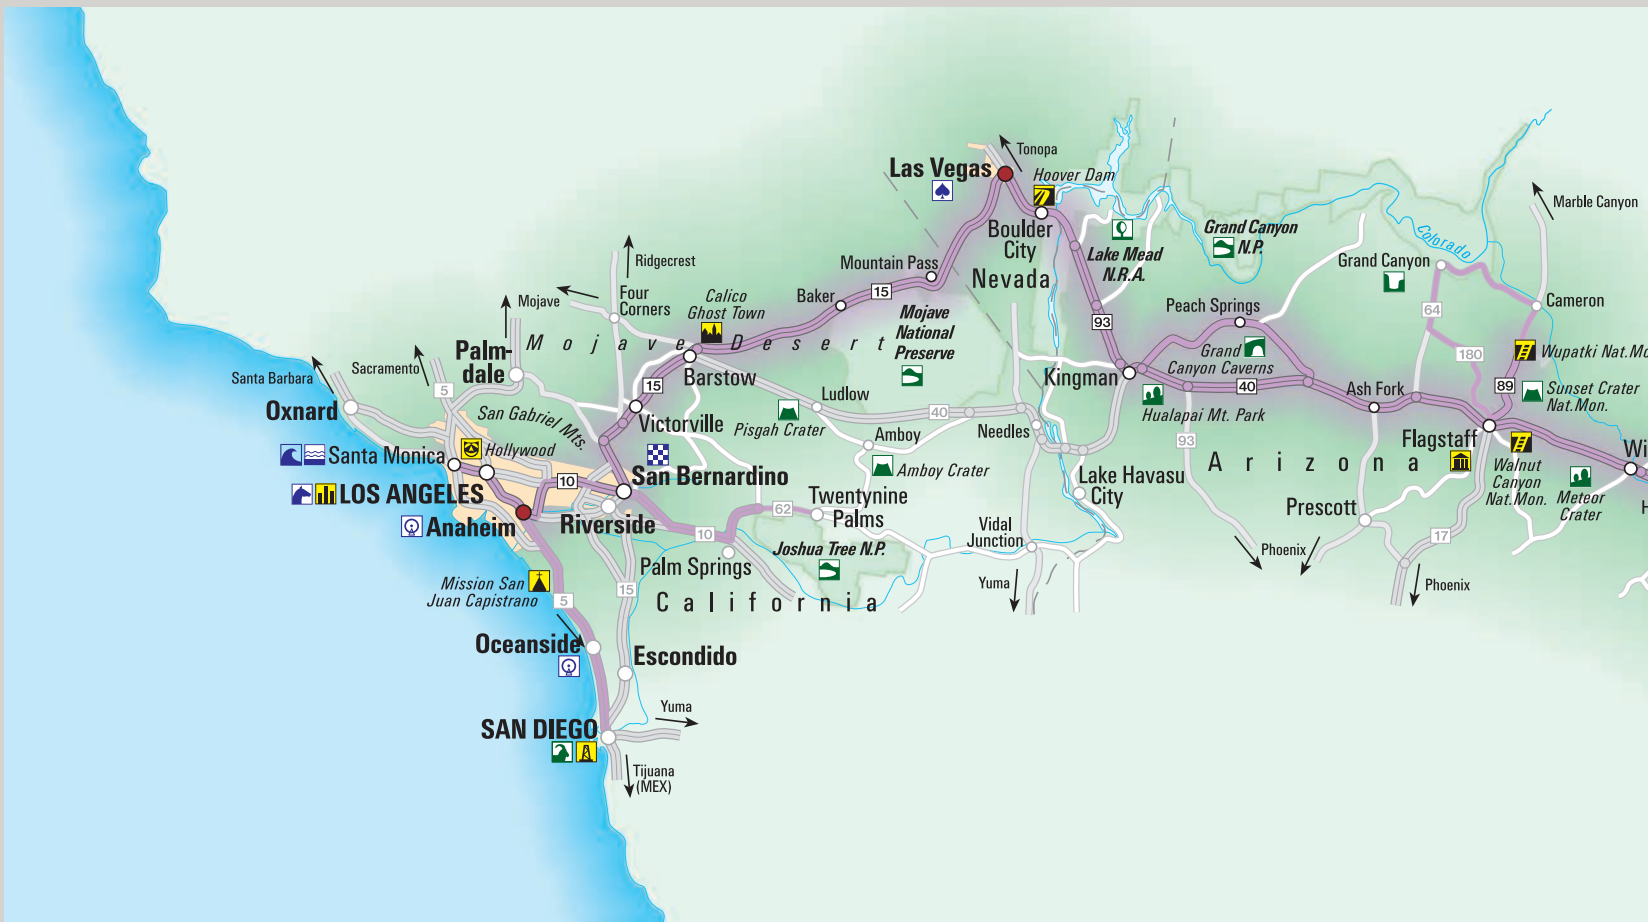 Tonopa
Las Vegas
Hoover Dam
Boulder
City
Nevada
Lake Mead
N.R.A.
Grand Canyon
N.P.
Colorado
Marble Canyon
Grand Canyon
Cameron
Ridgecrest
Four
Corners
Mojave
Calico
Ghost Town
Baker
15
Mountain Pass
Mojave
National
Preserve
Mojave Desert
Peach Springs
93
64
180
Grand
Canyon Caverns
Wupatki Nat.Mo
89
Sunset Crater
Nat.Mon.
Palm-
dale
Sacramento
Santa Barbara
5
Oxnard
San Gabriel Mts.
Barstow
15
Victorville
Ludlow
Pisgah Crater
40
Amboy
Amboy Crater
Needles
Kingman
40
Hualapai Mt. Park
Ash Fork
93
Arizona
Flagstaff
Walnut
Canyon
Nat.Mon.
Meteor
Crater
Wi
H
Hollywood
Santa Monica
LOS ANGELES
Anaheim
10
San Bernardino
Riverside
62
Twentynine
Palms
10
Palm Springs
Joshua Tree N.P.
Vidal
Junction
Lake Havasu
City
Prescott
17
Phoenix
Phoenix
Yuma
California
Mission San
Juan Capistrano
5
15
Oceanside
Escondido
SAN DIEGO
Yuma
Tijuana
(MEX)